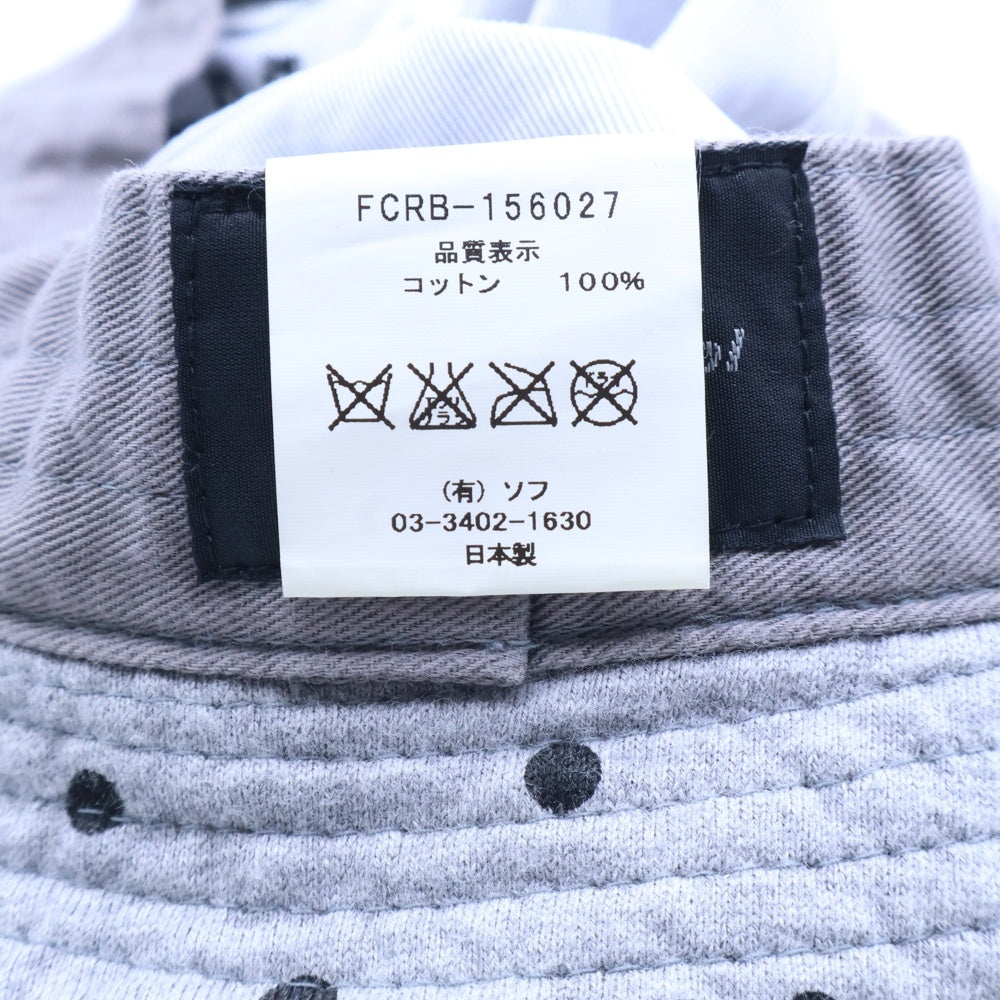 FCRB-156027
品質表示
コットン 100%
(有) ソフ
03-3402-1630
日本製